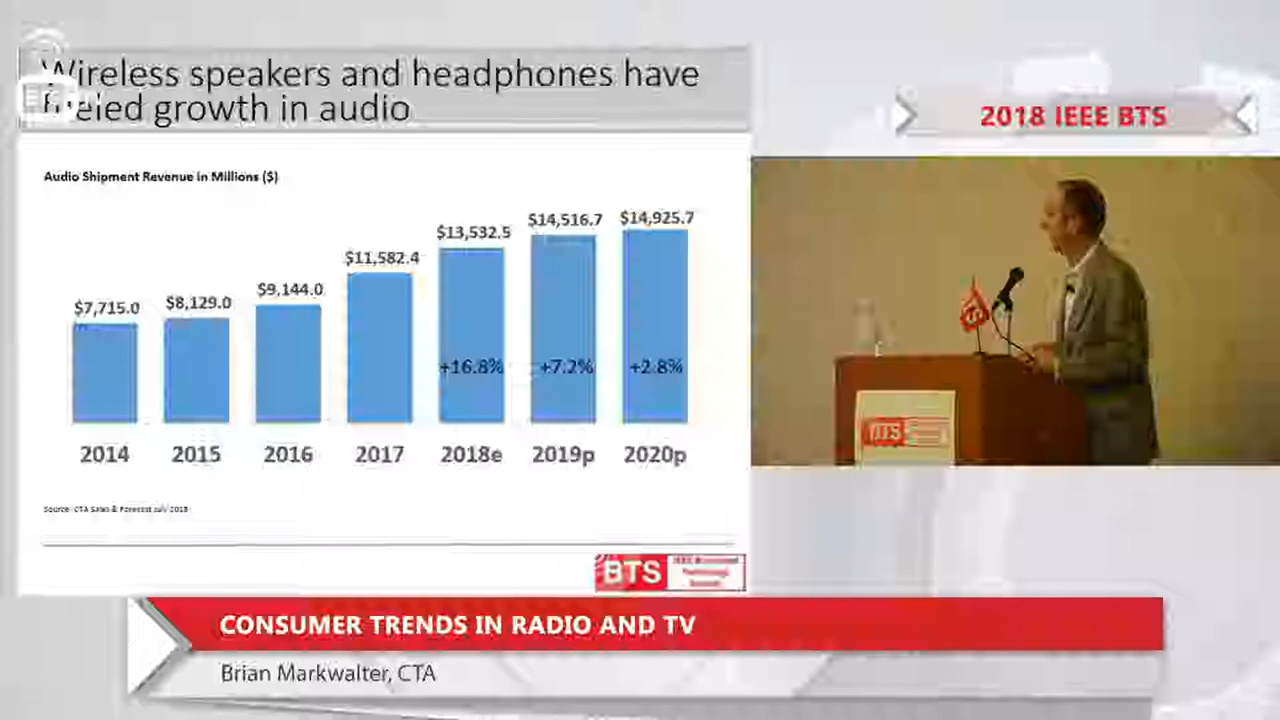 Wireless speakers and headphones have
fueled growth in audio
2018 IEEE BTS
Audio Shipment Revenue in Millions ($)
$7,715.0
$8,129.0
$9,144.0
$11,582.4
$13,532.5
$14,516.7
$14,925.7
+16.8%
+7.2%
+2.8%
2014
2015
2016
2017
2018e
2019p
2020p
Source: CTA Sales & Forecast July 2018
BTS
BTS
CONSUMER TRENDS IN RADIO AND TV
Brian Markwalter, CTA